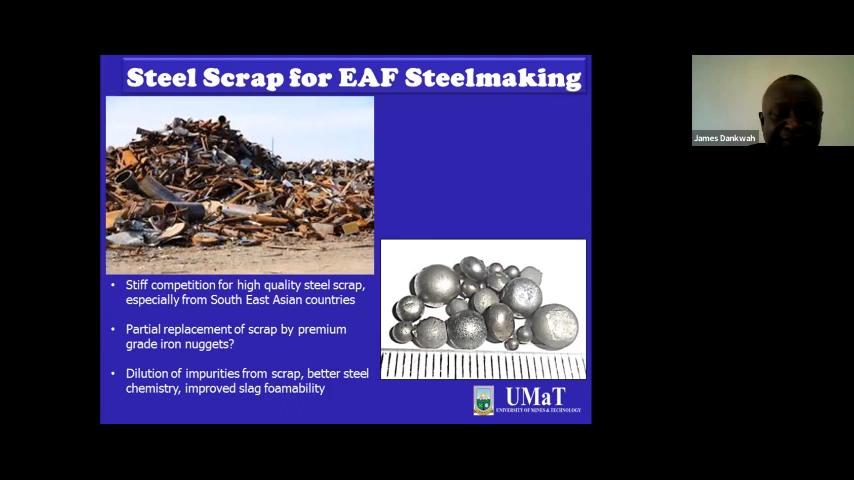 Steel Scrap for EAF Steelmaking
James Dankwah
• Stiff competition for high quality steel scrap,
especially from South East Asian countries
• Partial replacement of scrap by premium
grade iron nuggets?
• Dilution of impurities from scrap, better steel
chemistry, improved slag foamability
UMaT
UNIVERSITY OF MINES & TECHNOLOGY